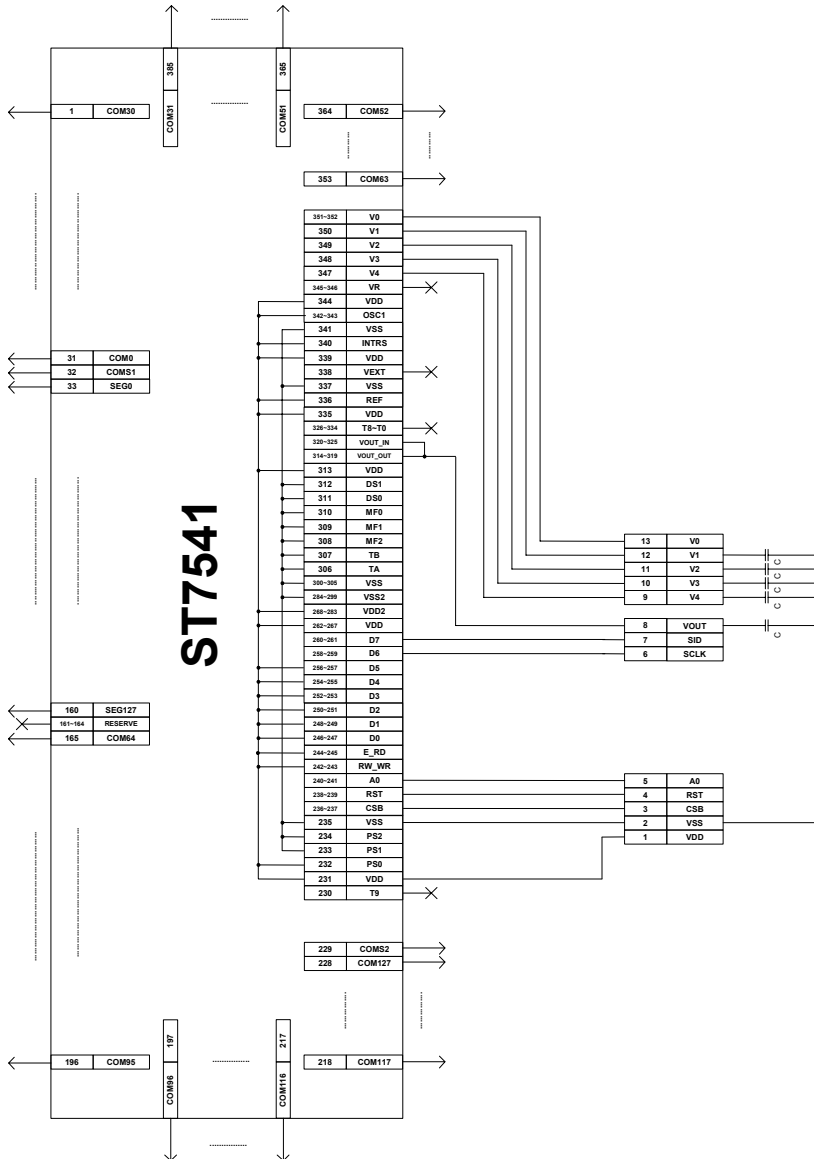 385 COM31
365 COM51
1 COM30
364 COM52
353 COM63
351~352 V0
350 V1
349 V2
348 V3
347 V4
345~346 VR
344 VDD
342~343 OSC1
341 VSS
340 INTRS
339 VDD
338 VEXT
337 VSS
336 REF
335 VDD
326~334 T8~T0
320~325 VOUT_IN
314~319 VOUT_OUT
313 VDD
312 DS1
311 DS0
310 MF0
309 MF1
308 MF2
307 TB
306 TA
300~305 VSS
284~299 VSS2
268~283 VDD2
262~267 VDD
260~261 D7
258~259 D6
256~257 D5
254~255 D4
252~253 D3
250~251 D2
248~249 D1
246~247 D0
244~245 E_RD
242~243 RW_WR
240~241 A0
238~239 RST
236~237 CSB
235 VSS
234 PS2
233 PS1
232 PS0
231 VDD
230 T9
229 COMS2
228 COM127
218 COM117
31 COM0
32 COMS1
33 SEG0
ST7541
160 SEG127
161~164 RESERVE
165 COM64
196 COM95
197 COM96
217 COM116
13 V0
12 V1 C
11 V2 C
10 V3 C
9 V4 C
8 VOUT C
7 SID
6 SCLK
5 A0
4 RST
3 CSB
2 VSS
1 VDD